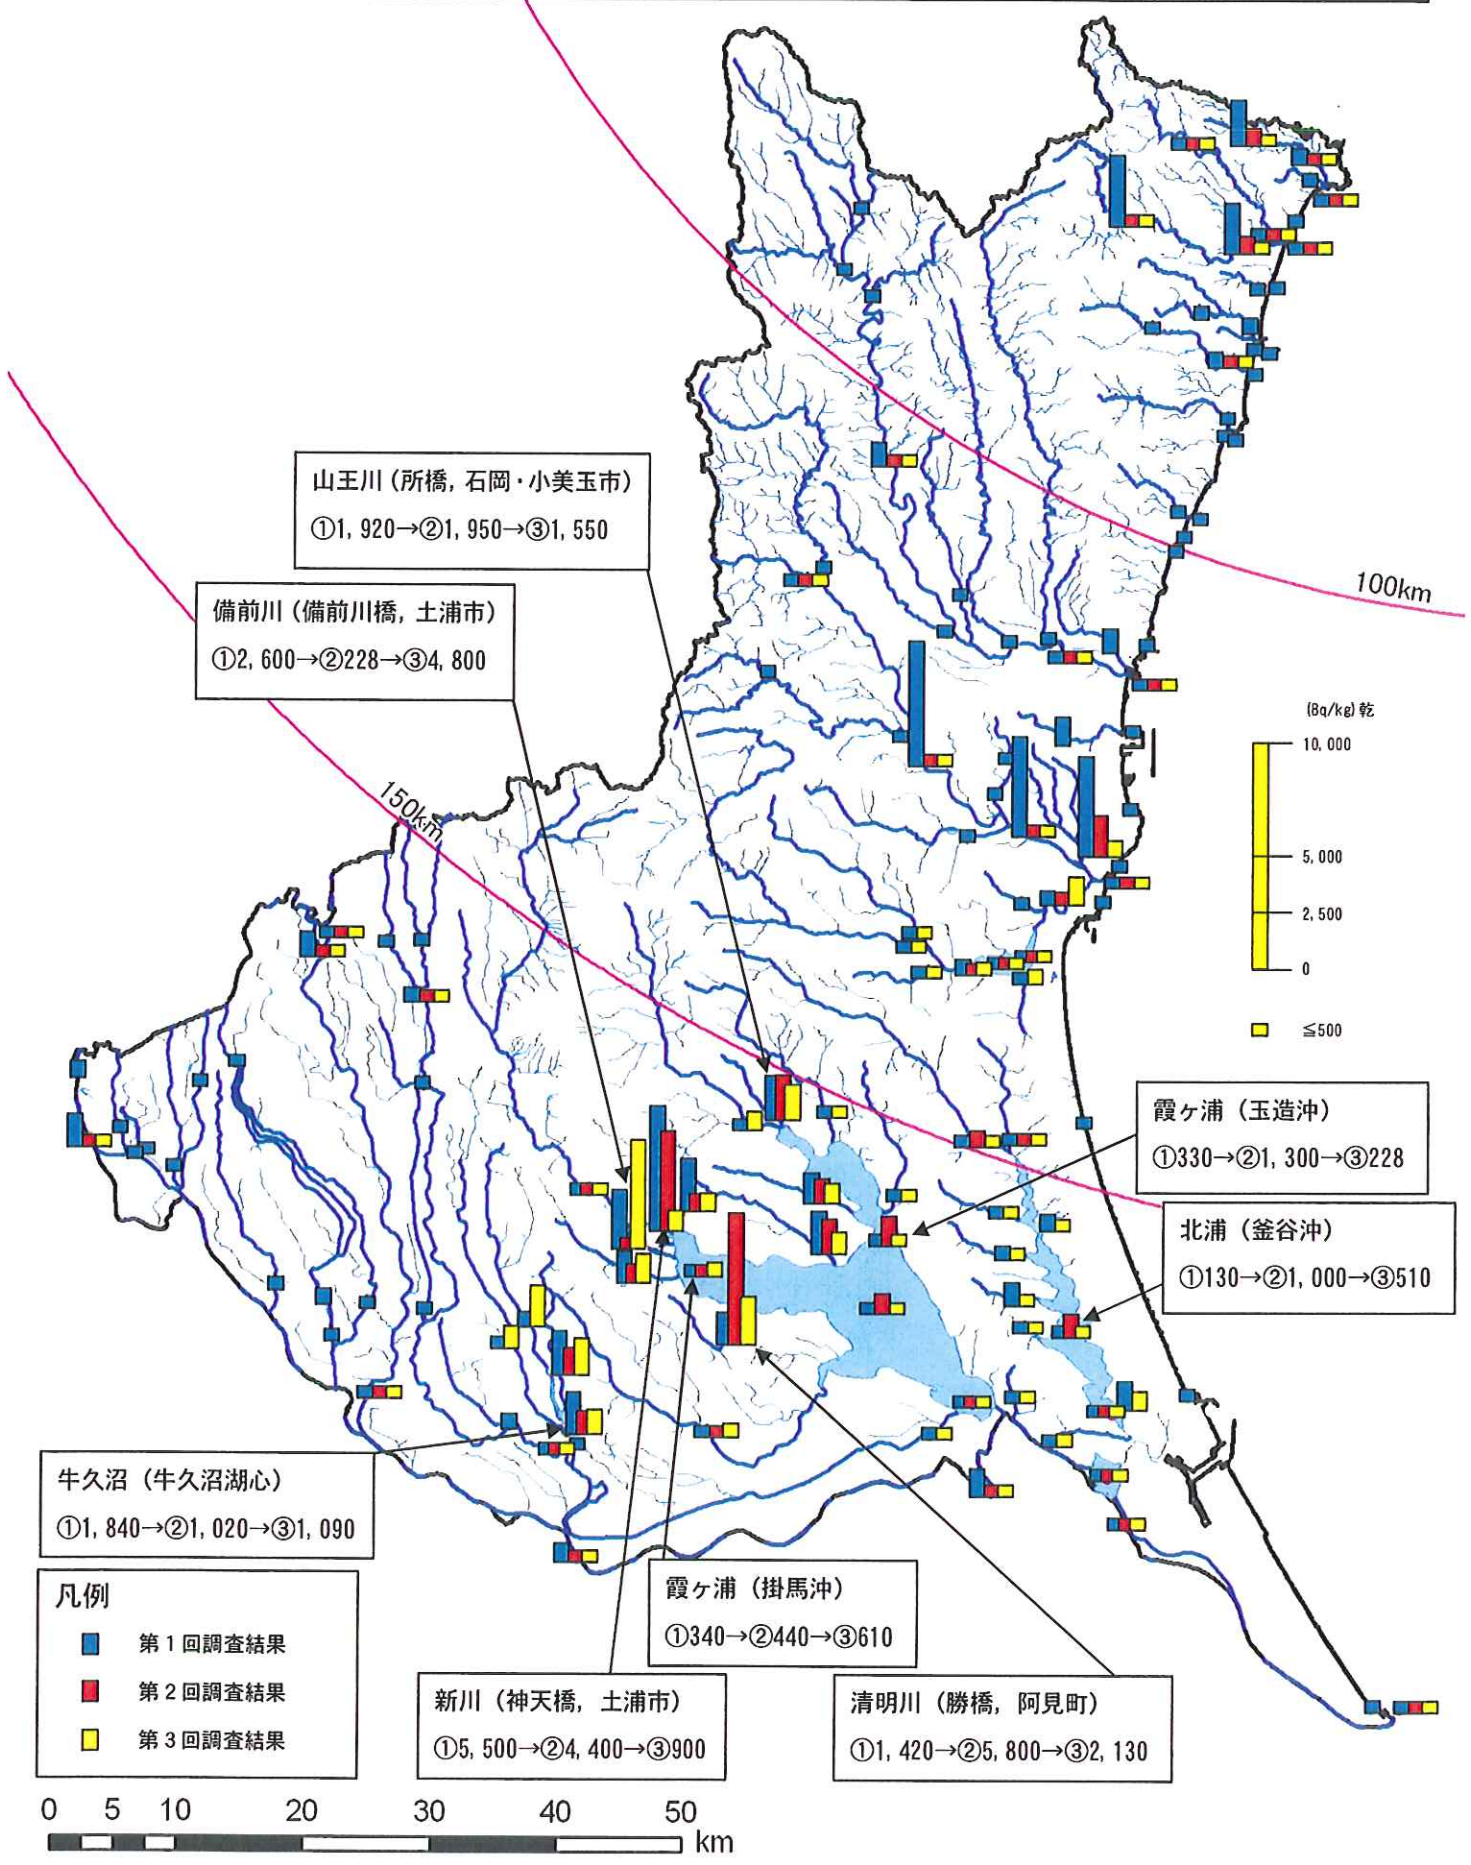 100km
150km
山王川（所橋, 石岡・小美玉市）
①1, 920→②1, 950→③1, 550
備前川（備前川橋, 土浦市）
①2, 600→②228→③4, 800
(Bq/kg) 乾
10, 000
5, 000
2, 500
0
≦500
霞ヶ浦（玉造沖）
①330→②1, 300→③228
北浦（釜谷沖）
①130→②1, 000→③510
牛久沼（牛久沼湖心）
①1, 840→②1, 020→③1, 090
霞ヶ浦（掛馬沖）
①340→②440→③610
新川（神天橋, 土浦市）
①5, 500→②4, 400→③900
清明川（勝橋, 阿見町）
①1, 420→②5, 800→③2, 130
凡例
第１回調査結果
第２回調査結果
第３回調査結果
0 5 10 20 30 40 50
km